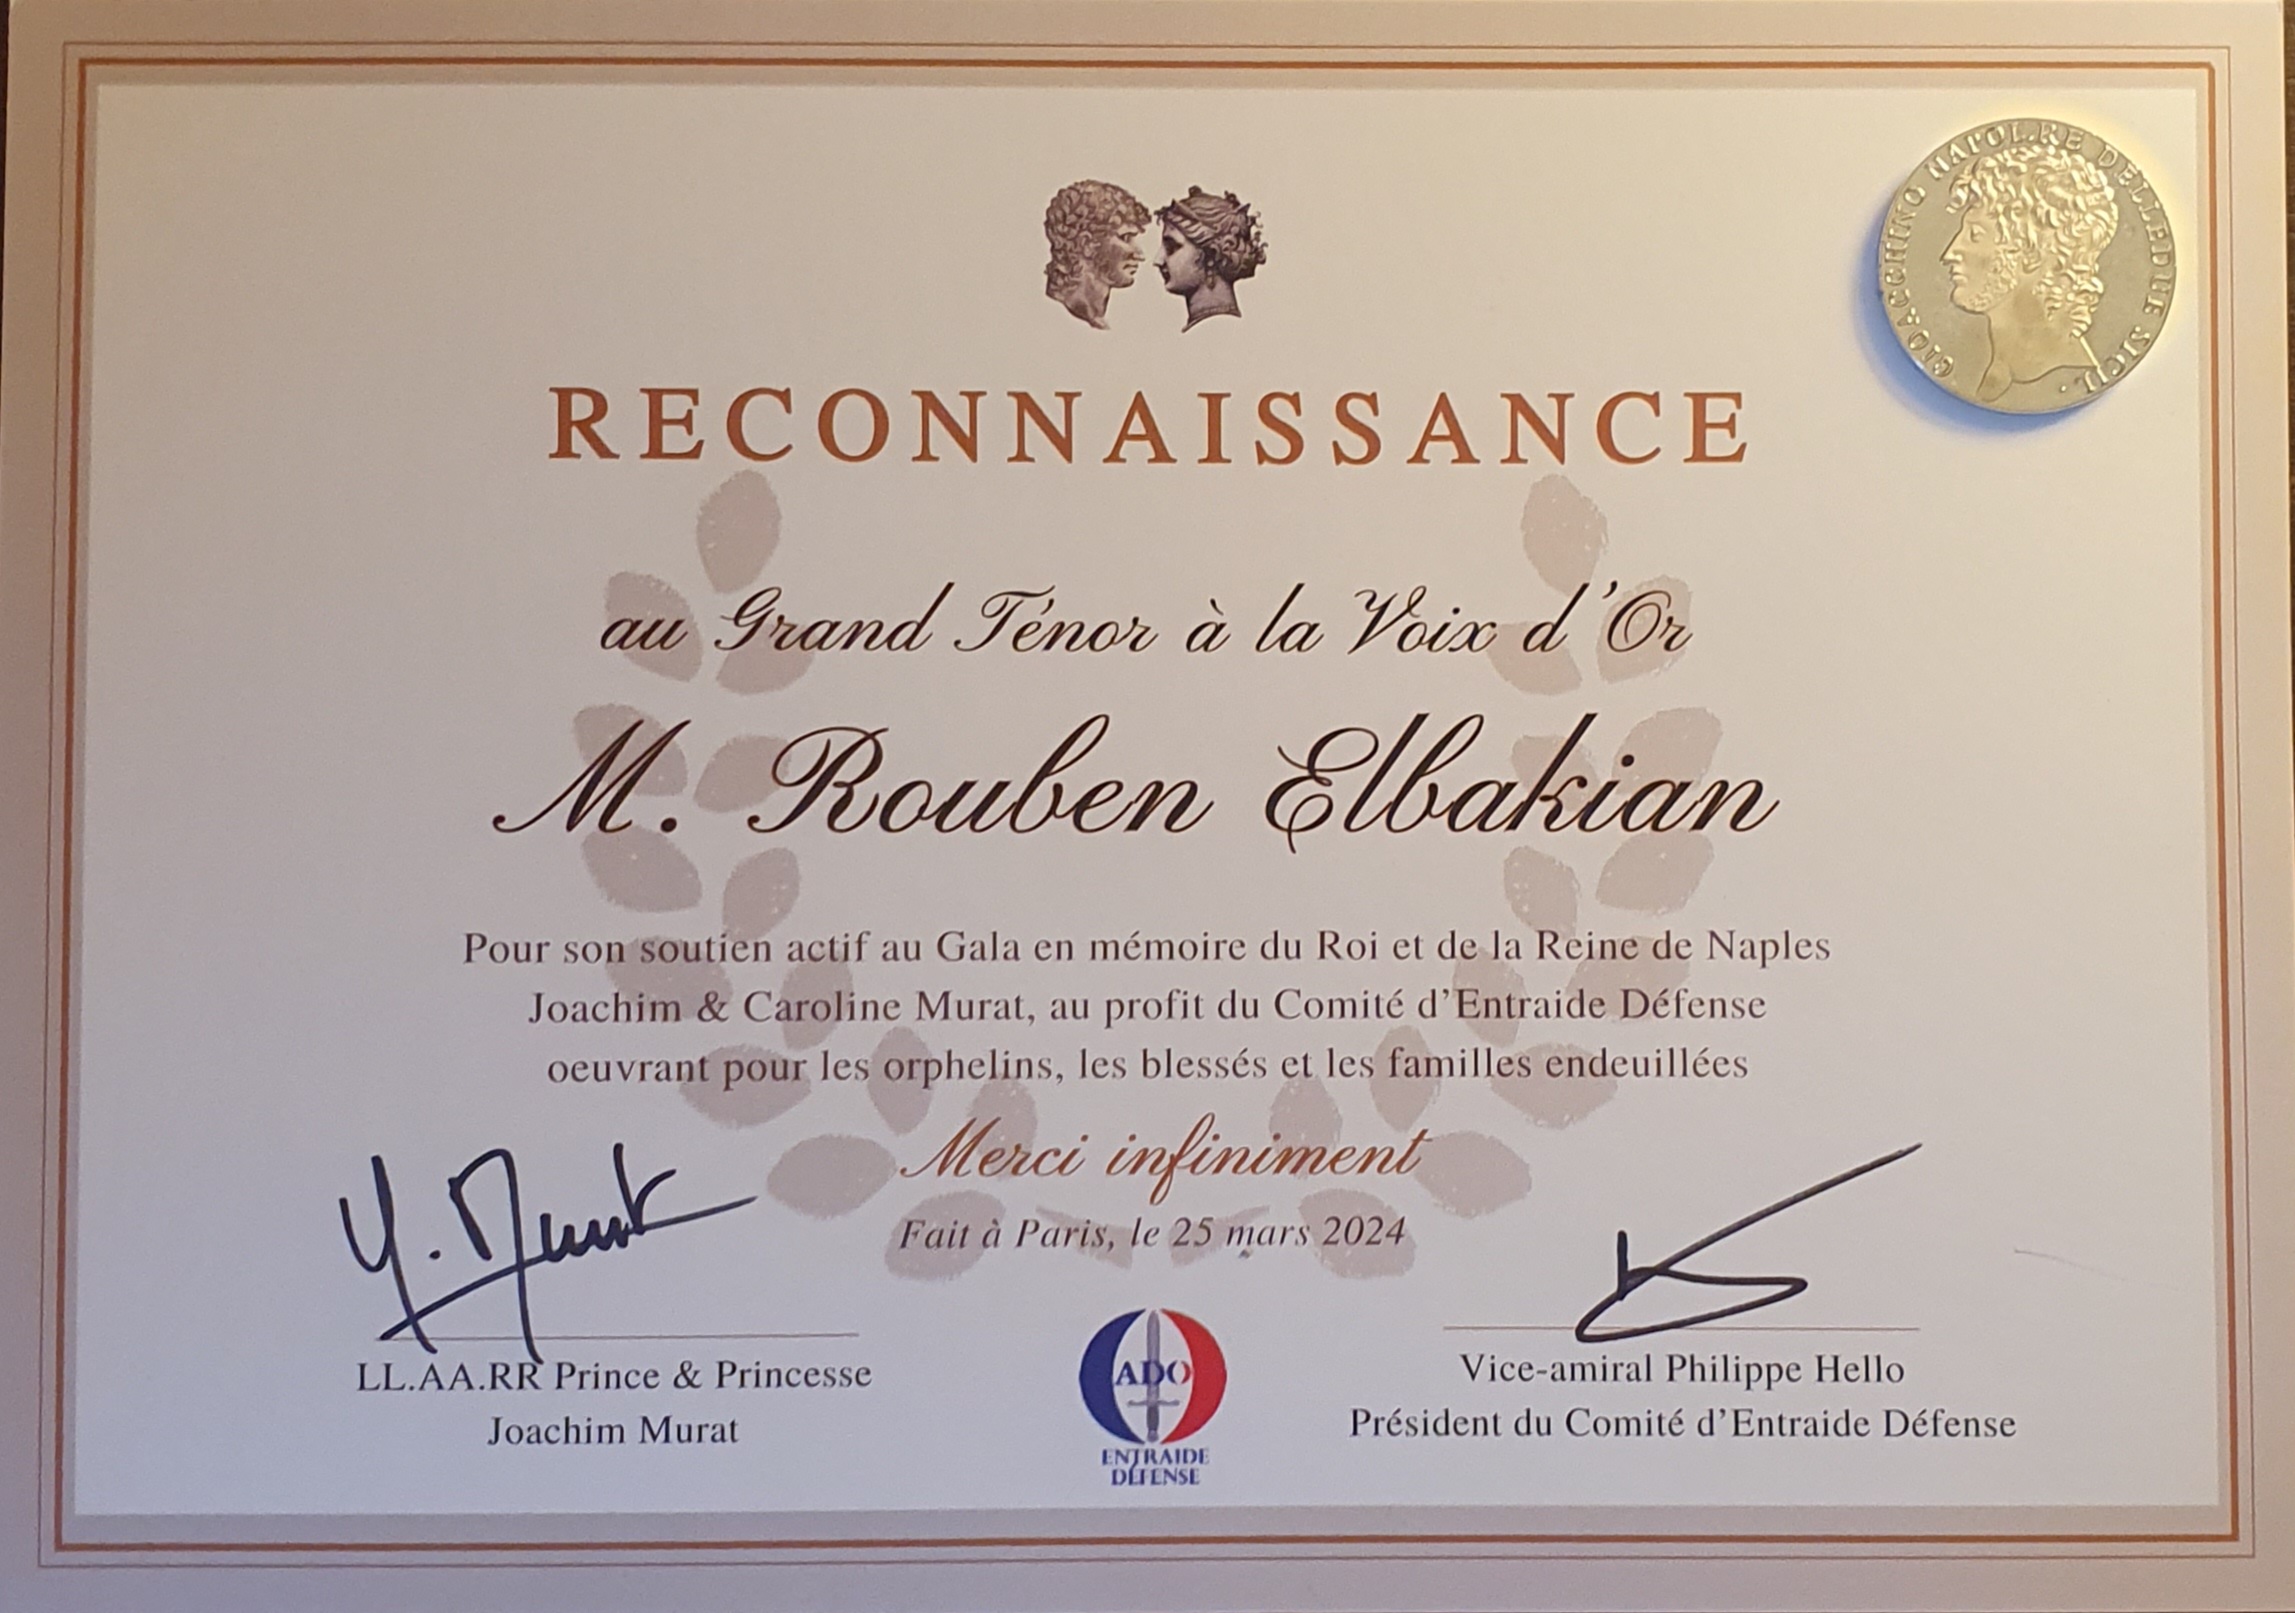 GIOACCHINO NAPOL. RE DELLE DUE SICIL.
RECONNAISSANCE
au Grand Ténor à la Voix d'Or
M. Rouben Elbakian
Pour son soutien actif au Gala en mémoire du Roi et de la Reine de Naples
Joachim & Caroline Murat, au profit du Comité d'Entraide Défense
oeuvrant pour les orphelins, les blessés et les familles endeuillées
Merci infiniment
Fait à Paris, le 25 mars 2024
Y. Murat
LL.AA.RR Prince & Princesse
Joachim Murat
ADO
ENTRAIDE
DÉFENSE
Vice-amiral Philippe Hello
Président du Comité d'Entraide Défense